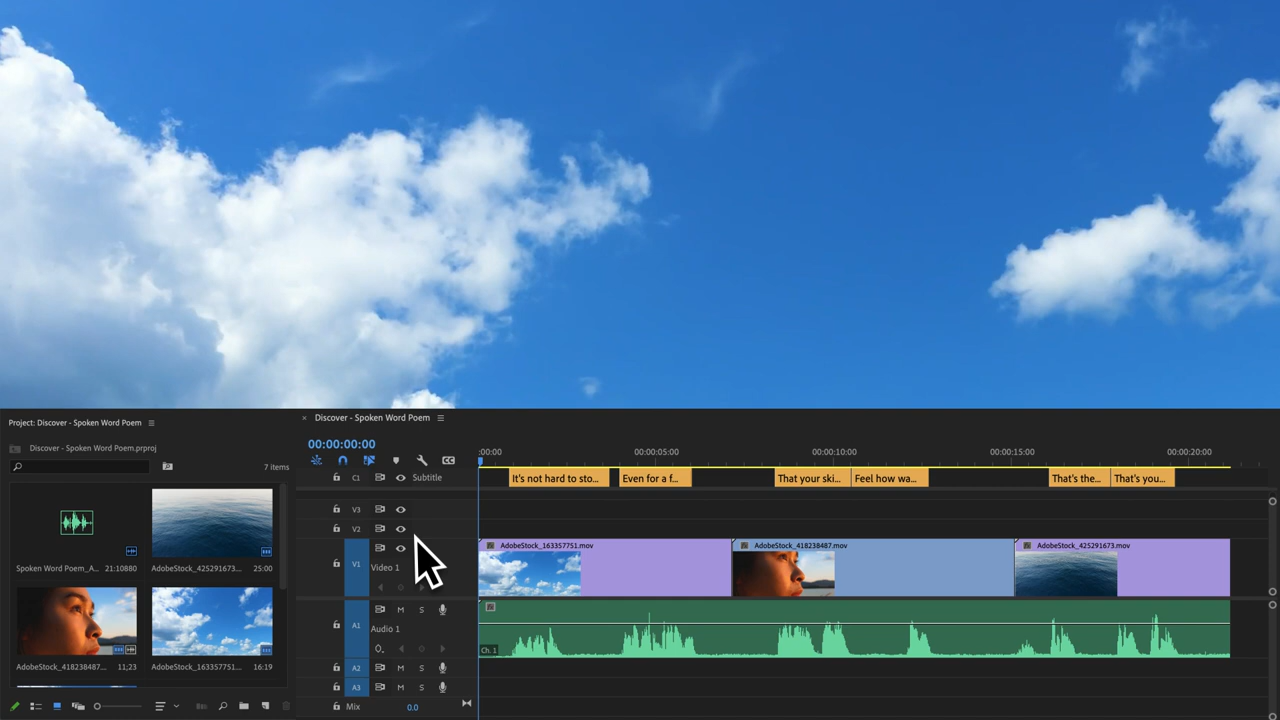 Project: Discover - Spoken Word Poem
Discover - Spoken Word Poem.prproj
7 items
Spoken Word Poem_A... 21:10880
AdobeStock_425291673... 25:00
AdobeStock_418238487... 11;23
AdobeStock_163357751... 16:19
Discover - Spoken Word Poem
00:00:00:00
:00:00 00:00:05:00 00:00:10:00 00:00:15:00 00:00:20:00
C1 Subtitle
It's not hard to sto... Even for a f... That your ski... Feel how wa... That's the... That's you...
V3
V2
V1
Video 1
AdobeStock_163357751.mov AdobeStock_418238487.mov AdobeStock_425291673.mov
fx
A1 M S
Audio 1
Ch. 1
A2 M S
A3 M S
Mix 0.0